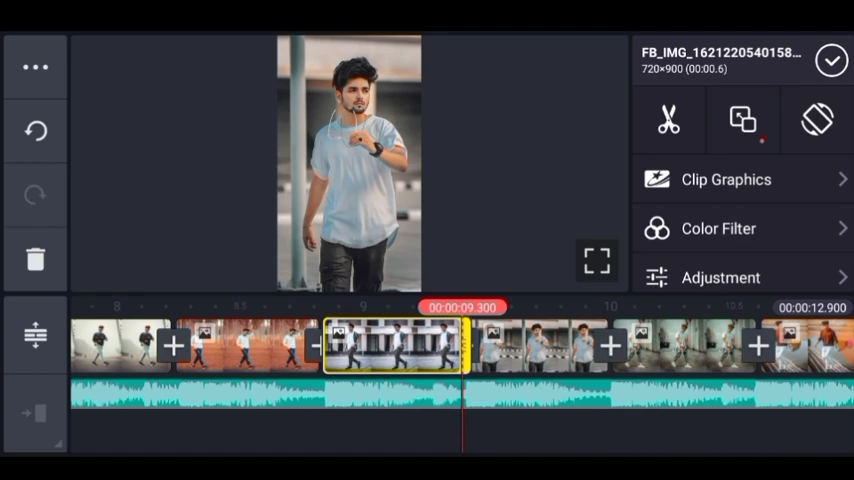 FB_IMG_1621220540158...
720×900 (00:00.6)
Clip Graphics
Color Filter
Adjustment
8
8.5
9
00:00:09.300
10
10.5
00:00:12.900